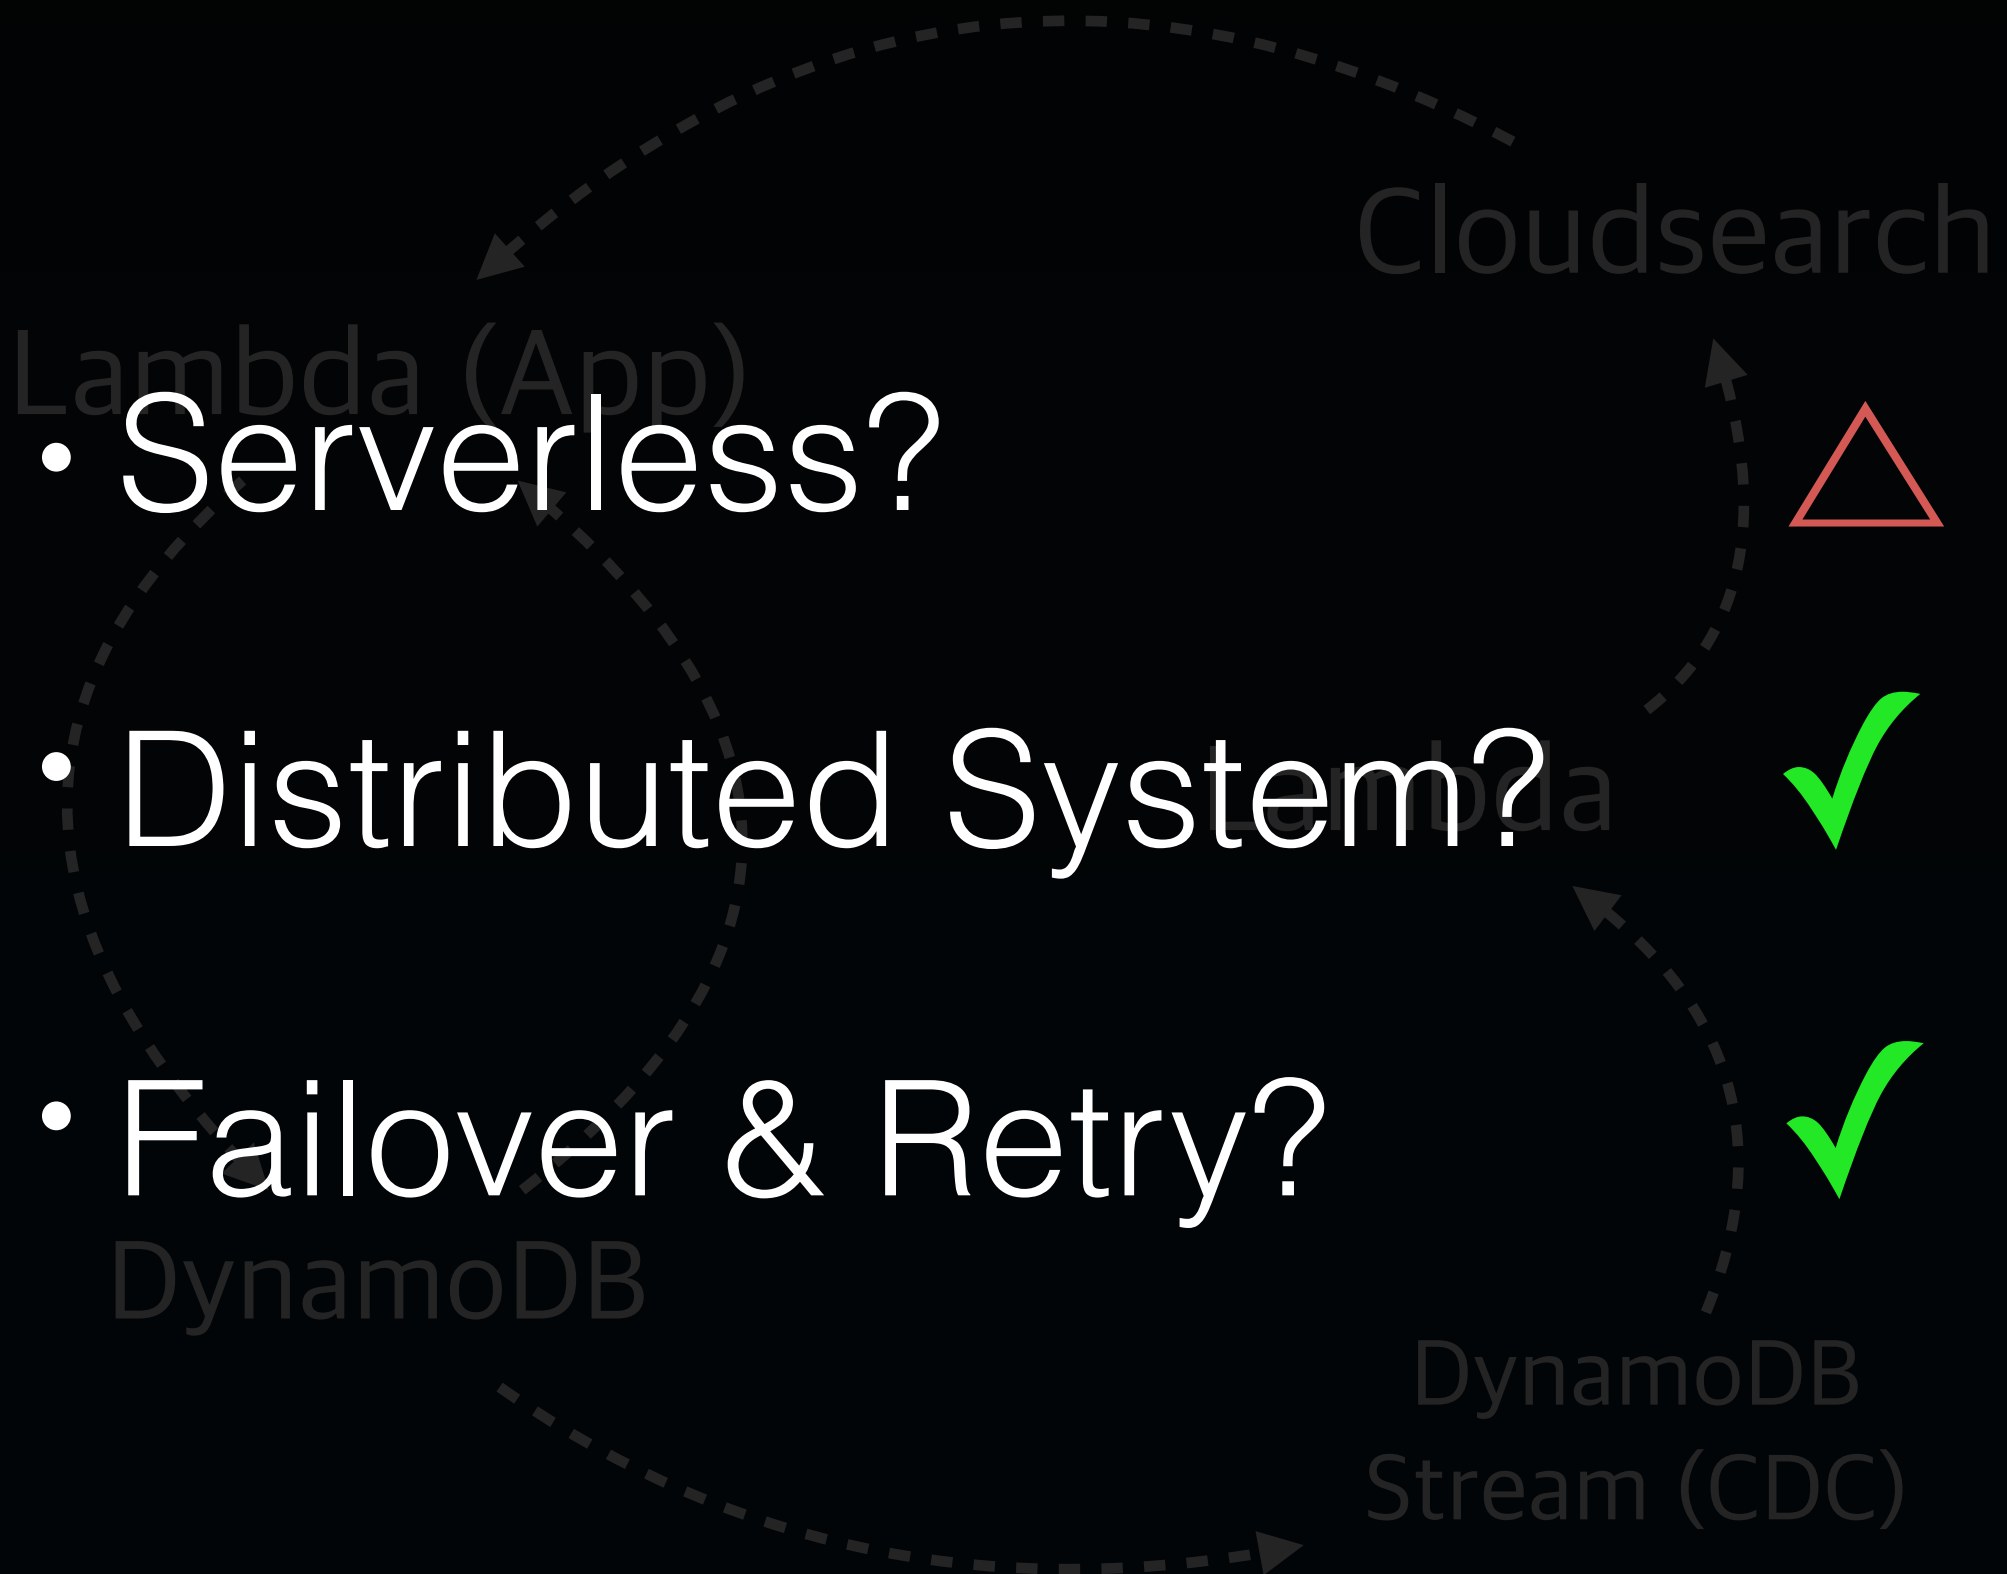 Cloudsearch
Lambda (App)
• Serverless?
• Distributed System?
Lambda
• Failover & Retry?
DynamoDB
DynamoDB
Stream (CDC)